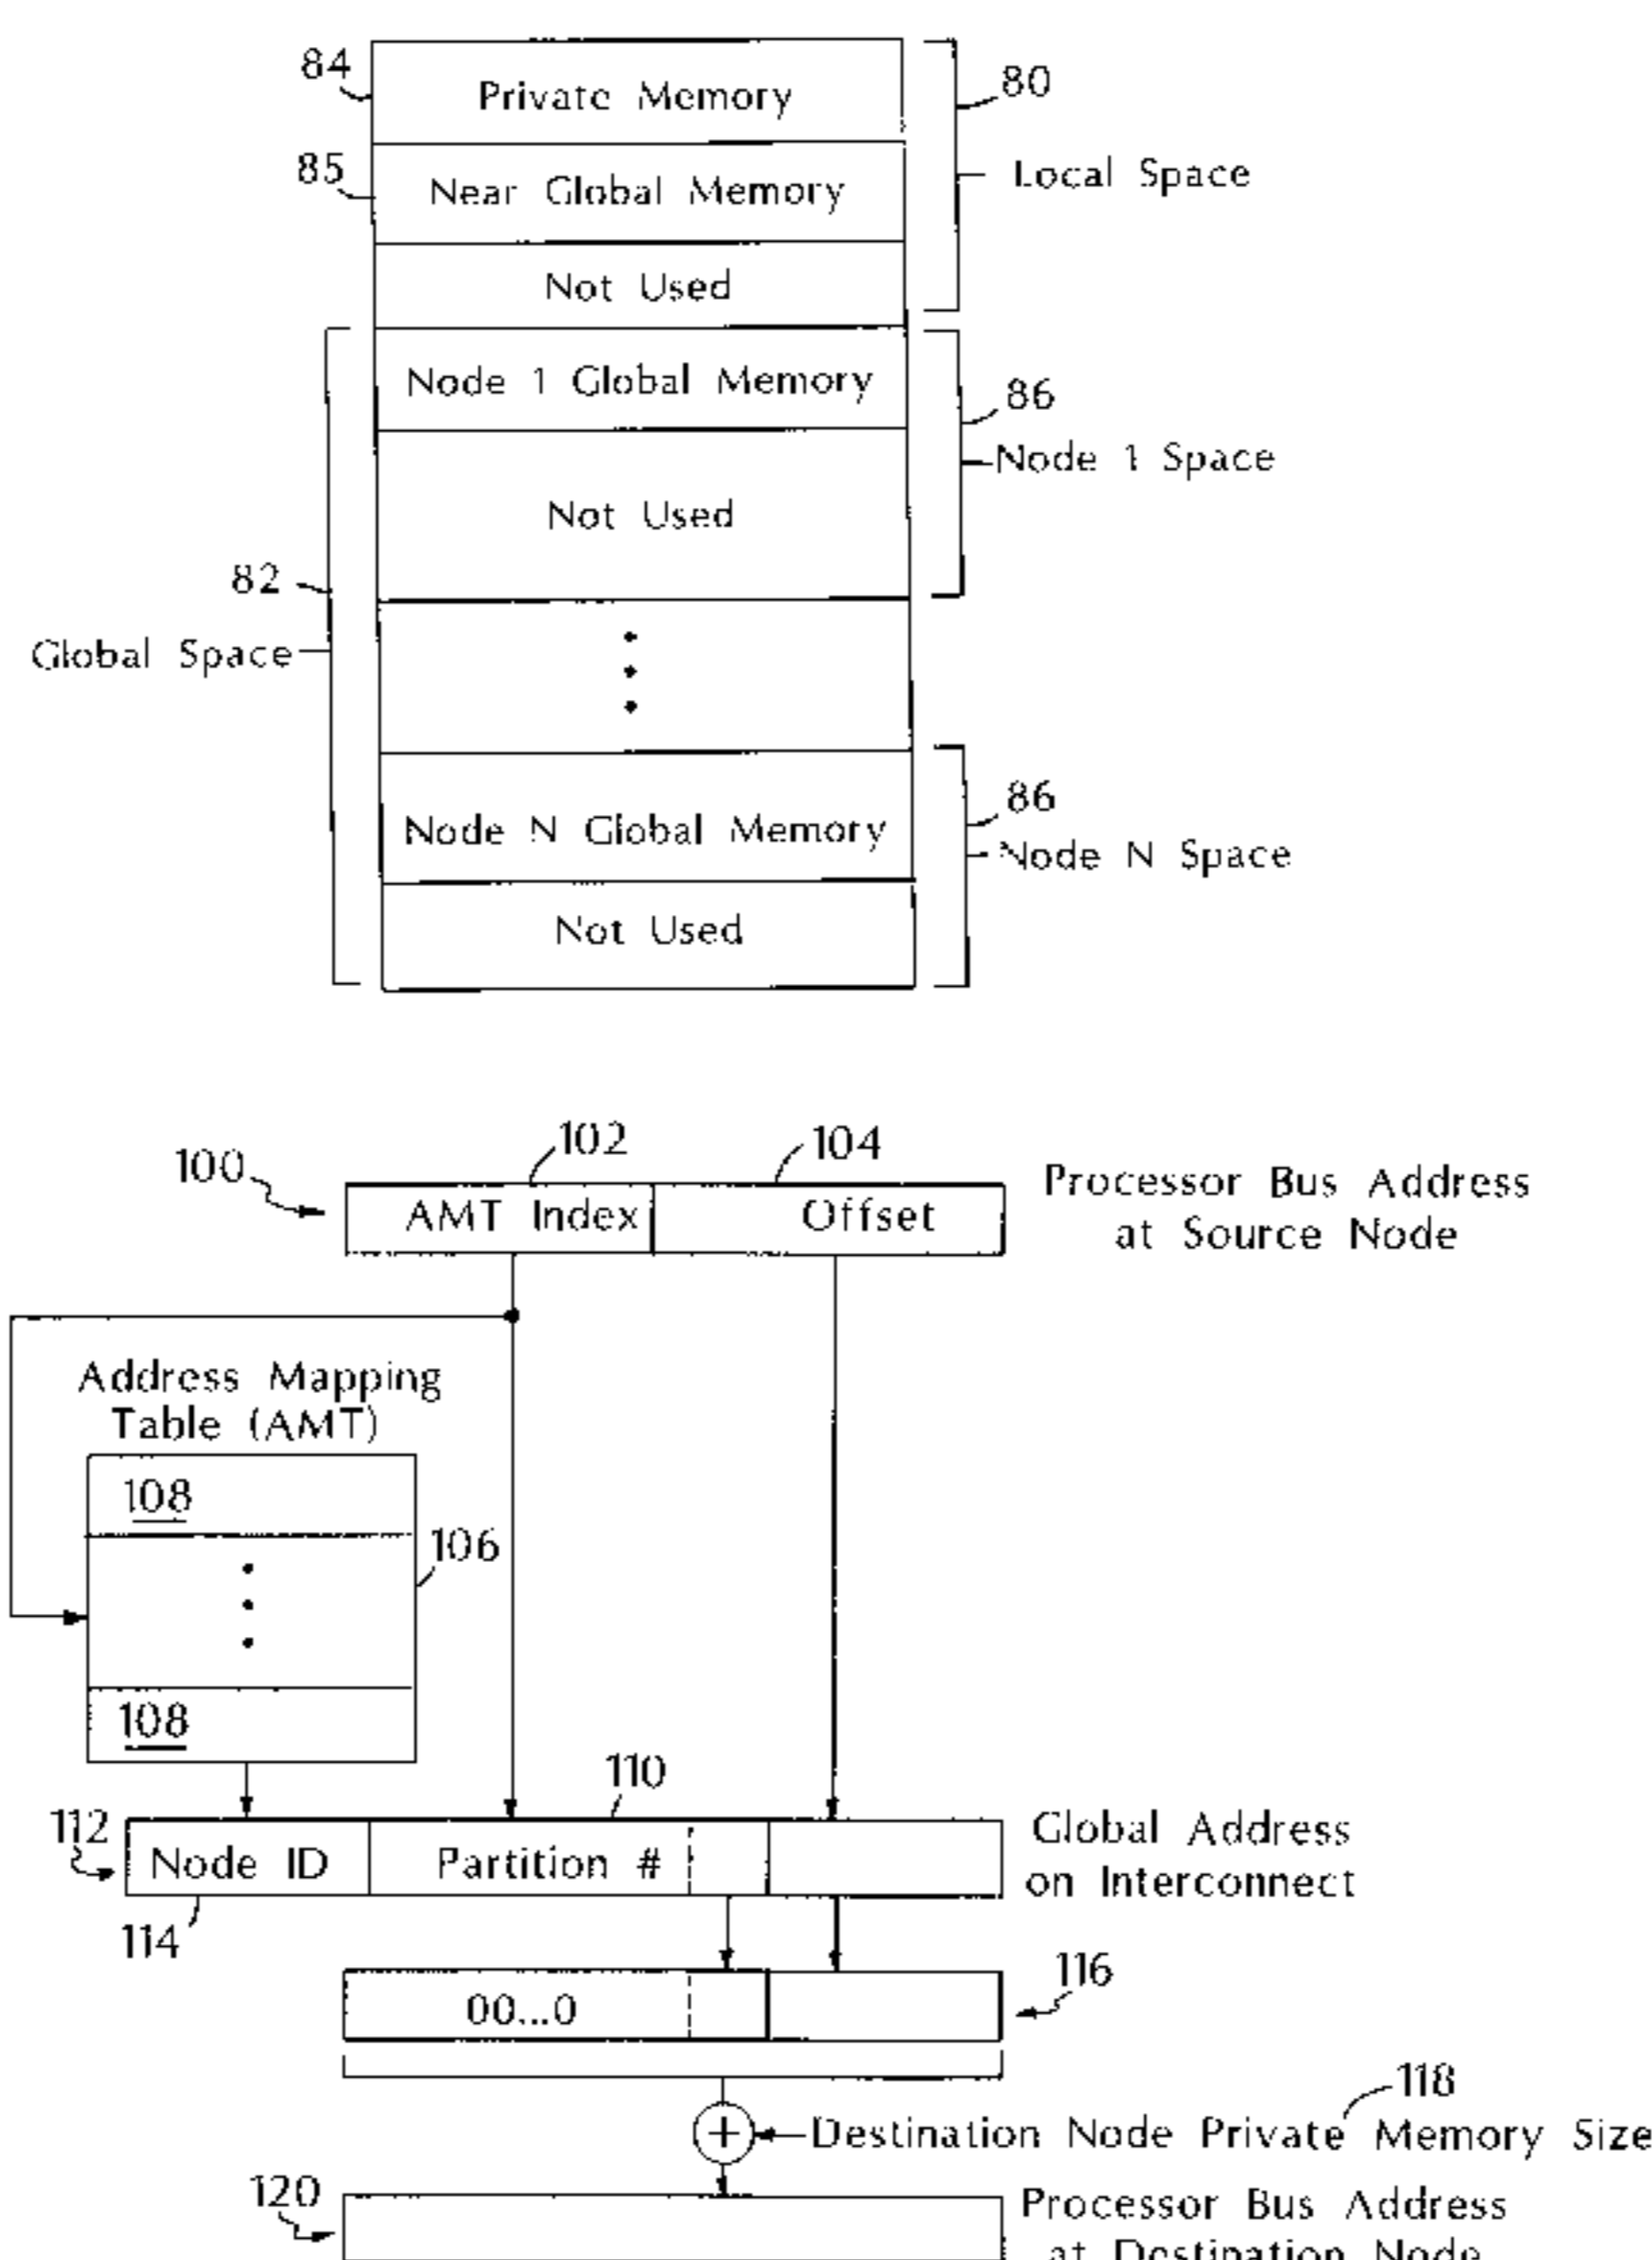 84
Private Memory
80
85
Near Global Memory
Local Space
Not Used
Node 1 Global Memory
86
Node 1 Space
Not Used
82
Global Space
Node N Global Memory
86
Node N Space
Not Used
100
102
104
AMT Index
Offset
Processor Bus Address
at Source Node
Address Mapping
Table (AMT)
108
106
108
110
112
Node ID
Partition #
Global Address
on Interconnect
114
00...0
116
118
+
Destination Node Private Memory Size
120
Processor Bus Address
at Destination Node